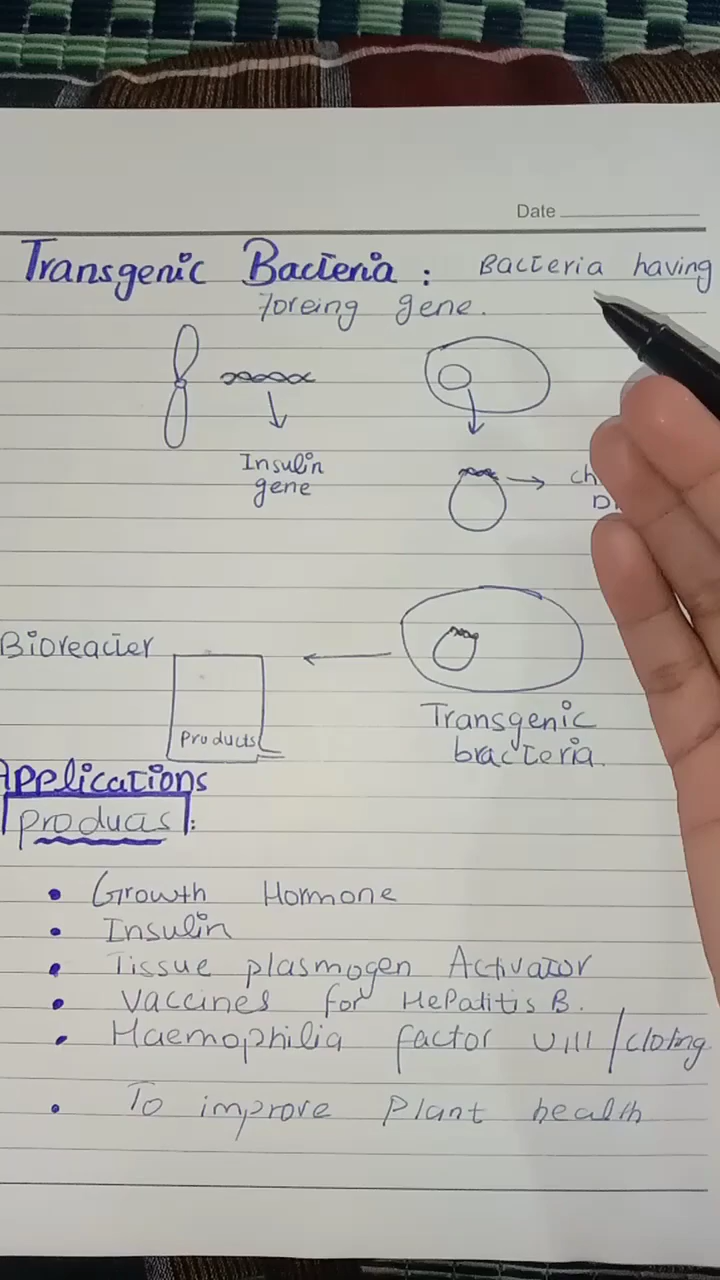 Date
Transgenic Bacteria : Bacteria having
foreing gene.
Insulin
gene
Bioreacter
Products
Transgenic
bracteria.
Applications
produas :
• Growth Hormone
• Insulin
• Tissue plasmogen Activator
• Vaccines for Hepatitis B.
• Haemophilia factor VIII / cloting
• To improve Plant health